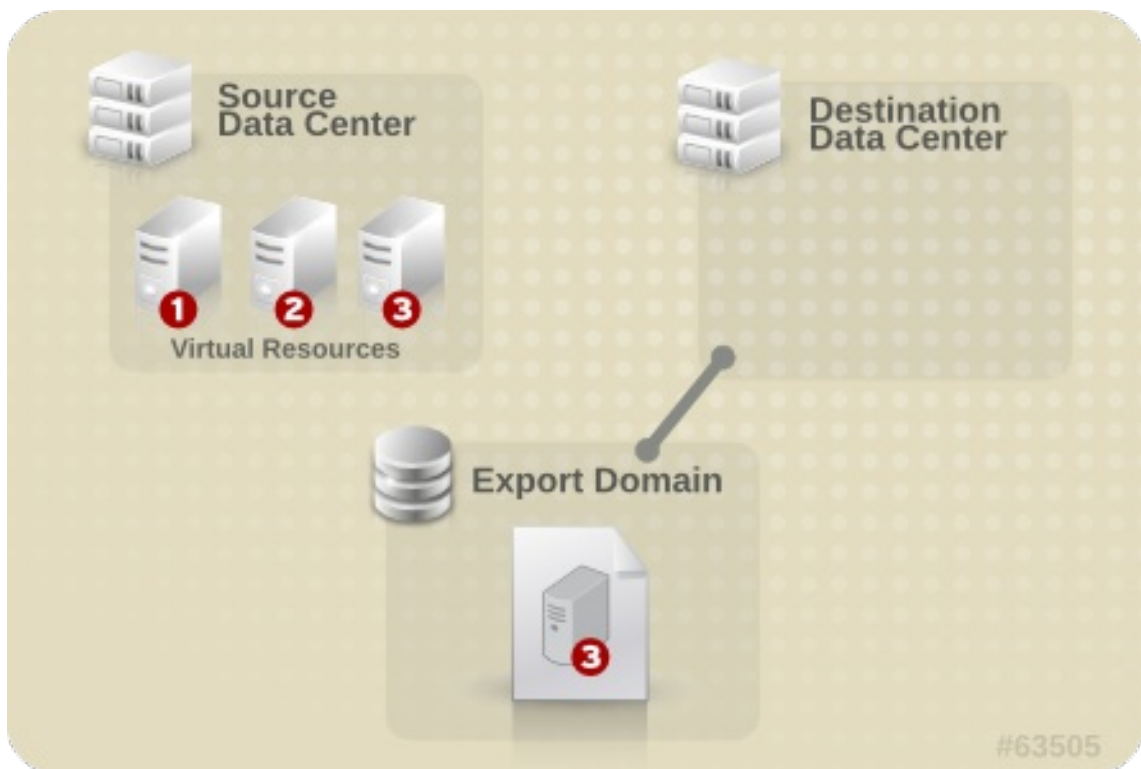 Source
Data Center
Destination
Data Center
1
2
3
Virtual Resources
Export Domain
3
#63505